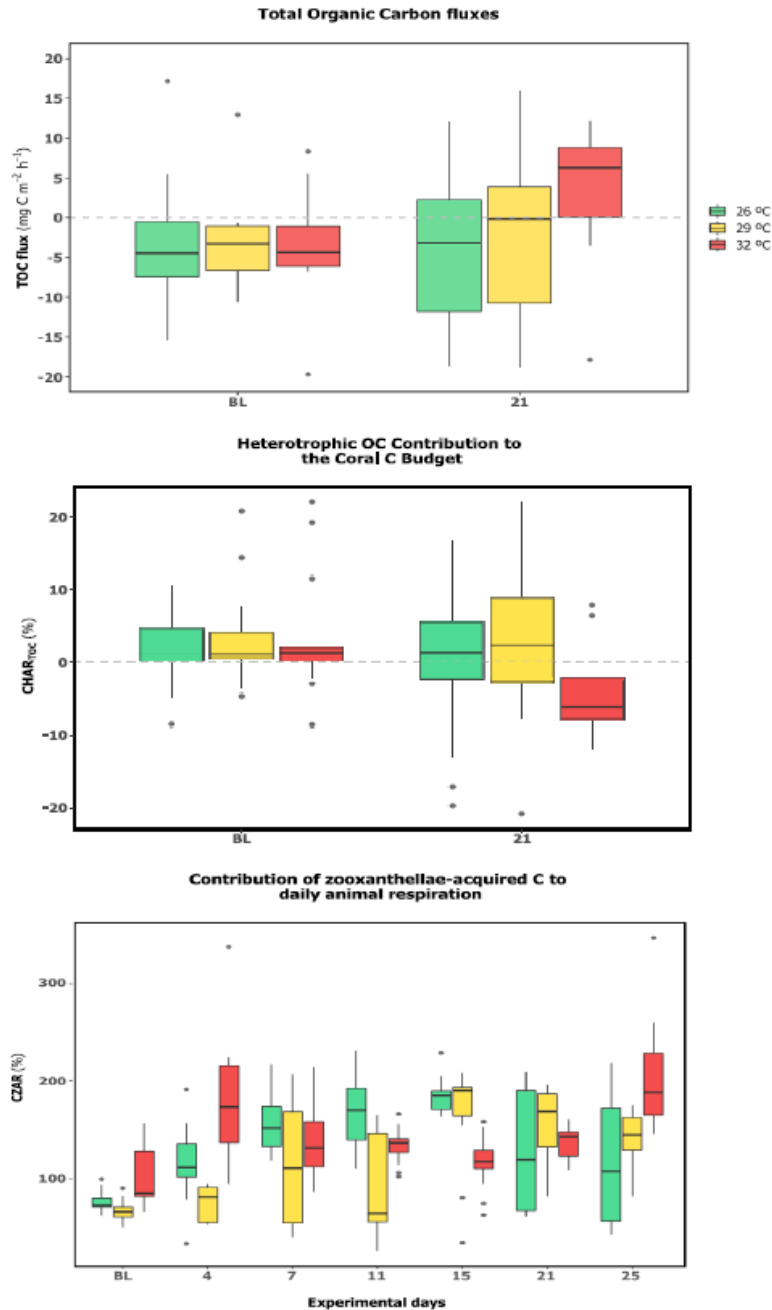 Total Organic Carbon fluxes
20
15
10
5
0
-5
-10
-15
-20
TOC flux (mg C m⁻² h⁻¹)
BL
21
26 ºC
29 ºC
32 ºC
Heterotrophic OC Contribution to
the Coral C Budget
20
10
0
-10
-20
CHAR_TOC (%)
BL
21
Contribution of zooxanthellae-acquired C to
daily animal respiration
300
200
100
CZAR (%)
BL
4
7
11
15
21
25
Experimental days